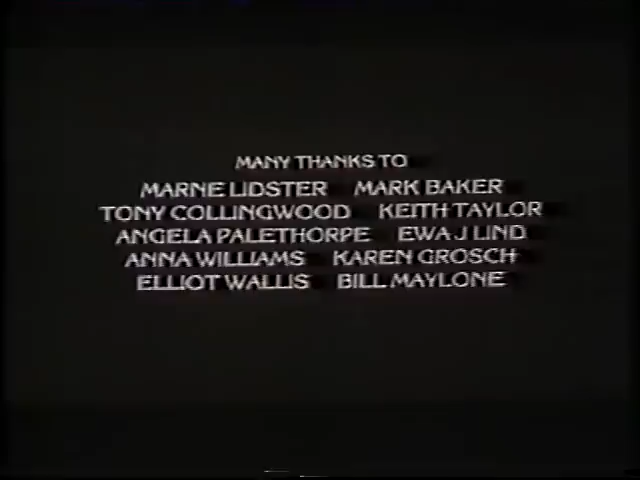 MANY THANKS TO
MARNE LIDSTER MARK BAKER
TONY COLLINGWOOD KEITH TAYLOR
ANGELA PALETHORPE EWA J LIND
ANNA WILLIAMS KAREN GROSCH
ELLIOT WALLIS BILL MAYLONE